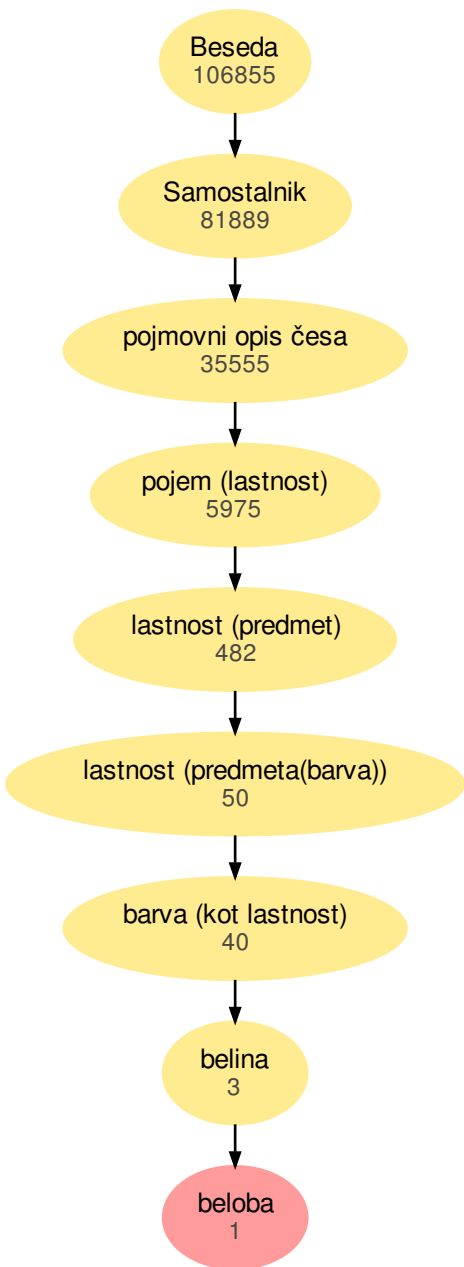 Beseda
106855
Samostalnik
81889
pojmovni opis česa
35555
pojem (lastnost)
5975
lastnost (predmet)
482
lastnost (predmeta(barva))
50
barva (kot lastnost)
40
belina
3
beloba
1